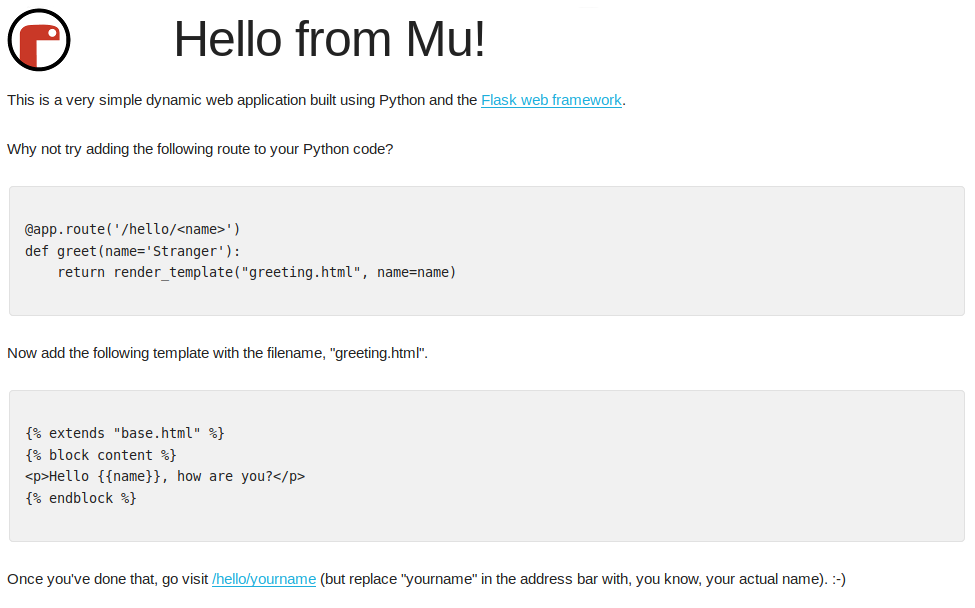 Hello from Mu!
This is a very simple dynamic web application built using Python and the Flask web framework.
Why not try adding the following route to your Python code?
@app.route('/hello/<name>')
def greet(name='Stranger'):
    return render_template("greeting.html", name=name)
Now add the following template with the filename, "greeting.html".
{% extends "base.html" %}
{% block content %}
<p>Hello {{name}}, how are you?</p>
{% endblock %}
Once you've done that, go visit /hello/yourname (but replace "yourname" in the address bar with, you know, your actual name). :-)